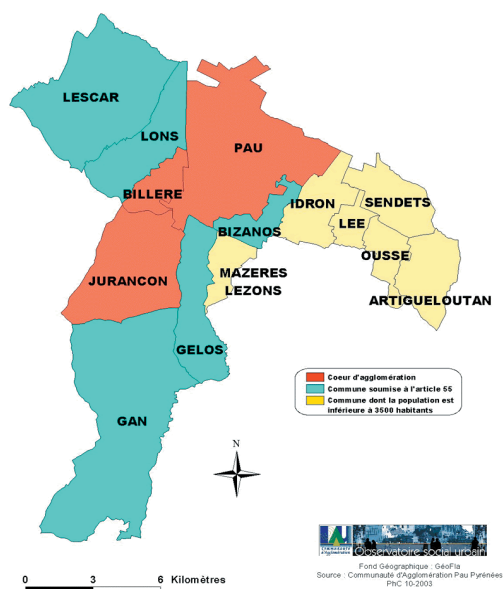 LESCAR
LONS
PAU
BILLERE
IDRON
SENDETS
LEE
BIZANOS
OUSSE
MAZERES
LEZONS
JURANCON
ARTIGUELOUTAN
GELOS
Coeur d'agglomération
Commune soumise à l'article 55
Commune dont la population est
inférieure à 3500 habitants
GAN
N
COMMUNAUTÉ
d'Agglomération
Observatoire social urbain
Fond Géographique : GéoFla
Source : Communauté d'Agglomération Pau Pyrénées
PhC 10-2003
0 3 6 Kilomètres